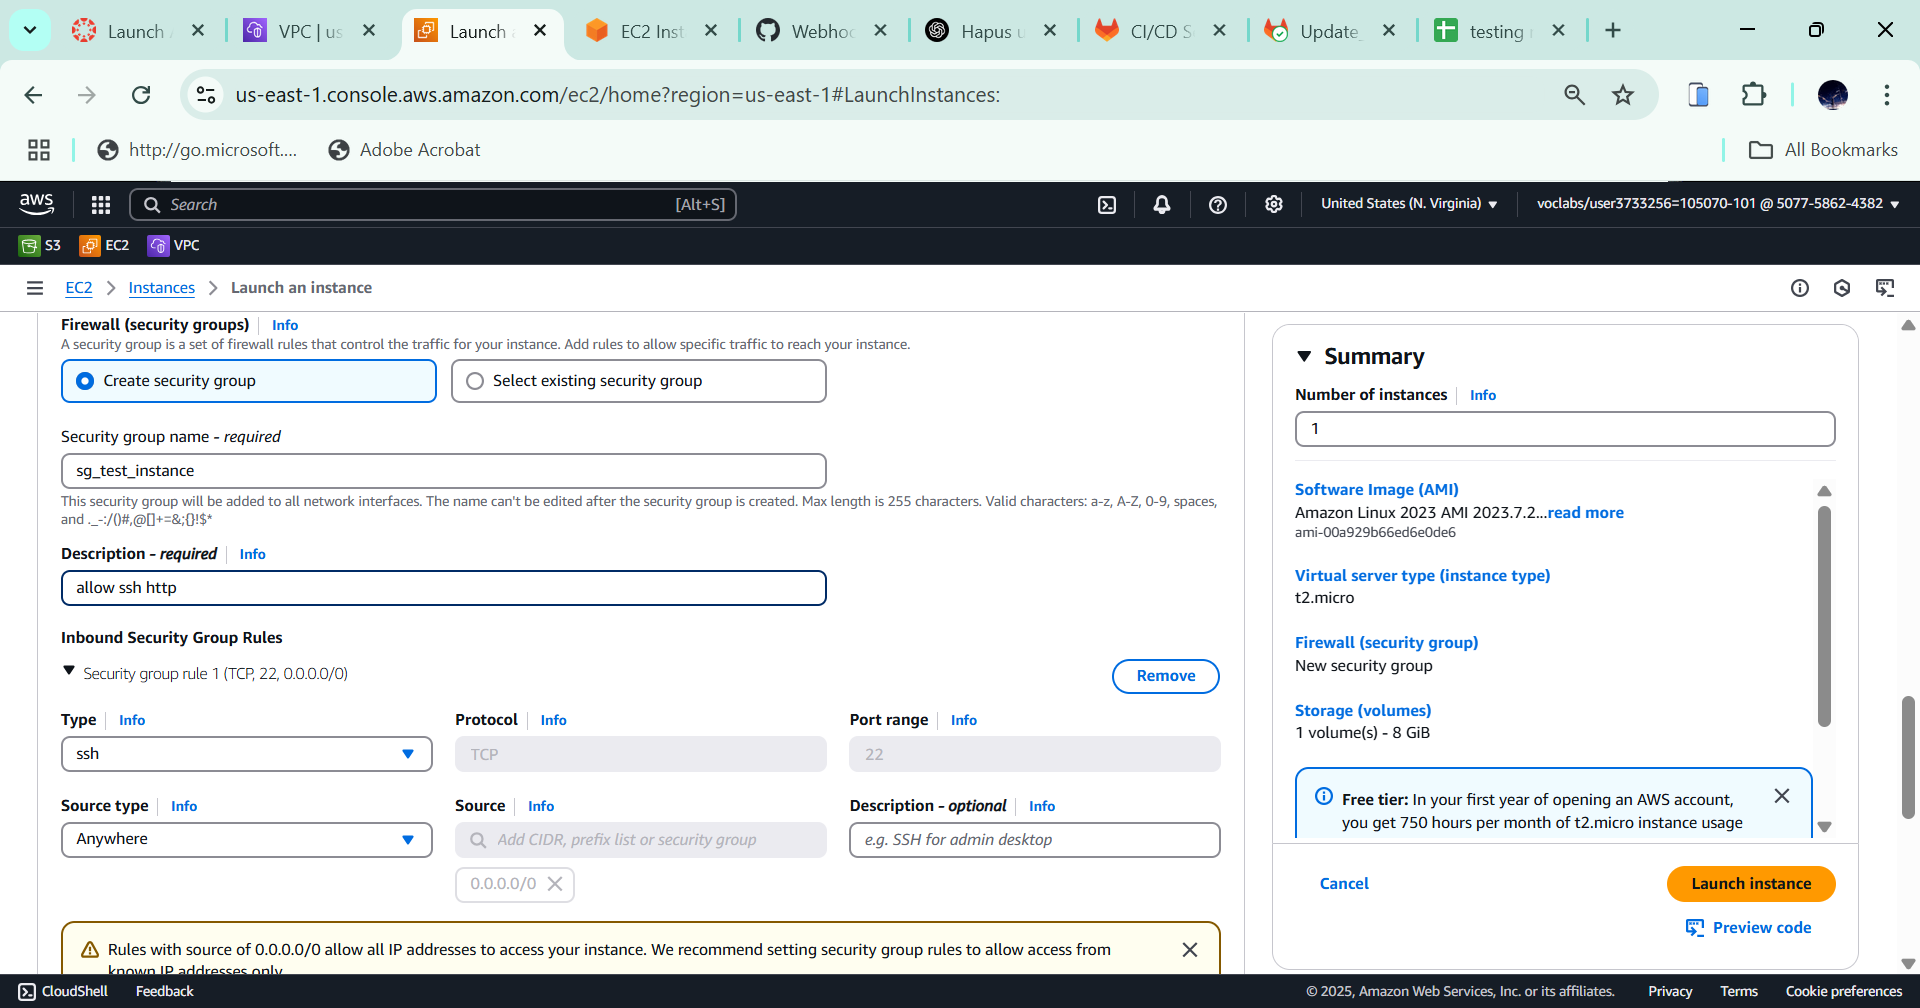 Launch
VPC | us
Launch
EC2 Inst
Webhoo
Hapus u
CI/CD S
Update_
testing
us-east-1.console.aws.amazon.com/ec2/home?region=us-east-1#LaunchInstances:
http://go.microsoft....
Adobe Acrobat
All Bookmarks
aws
Search
[Alt+S]
United States (N. Virginia)
voclabs/user3733256=105070-101 @ 5077-5862-4382
S3
EC2
VPC
EC2 > Instances > Launch an instance
Firewall (security groups) Info
A security group is a set of firewall rules that control the traffic for your instance. Add rules to allow specific traffic to reach your instance.
Create security group
Select existing security group
Security group name - required
sg_test_instance
This security group will be added to all network interfaces. The name can't be edited after the security group is created. Max length is 255 characters. Valid characters: a-z, A-Z, 0-9, spaces,
and ._-:/()#,@[]+=&;{}!$*
Description - required Info
allow ssh http
Inbound Security Group Rules
Security group rule 1 (TCP, 22, 0.0.0.0/0)
Remove
Type Info
Protocol Info
Port range Info
ssh
TCP
22
Source type Info
Source Info
Description - optional Info
Anywhere
Add CIDR, prefix list or security group
e.g. SSH for admin desktop
0.0.0.0/0
Rules with source of 0.0.0.0/0 allow all IP addresses to access your instance. We recommend setting security group rules to allow access from
known IP addresses only.
Summary
Number of instances Info
1
Software Image (AMI)
Amazon Linux 2023 AMI 2023.7.2...read more
ami-00a929b66ed6e0de6
Virtual server type (instance type)
t2.micro
Firewall (security group)
New security group
Storage (volumes)
1 volume(s) - 8 GiB
Free tier: In your first year of opening an AWS account,
you get 750 hours per month of t2.micro instance usage
Cancel
Launch instance
Preview code
CloudShell
Feedback
© 2025, Amazon Web Services, Inc. or its affiliates.
Privacy
Terms
Cookie preferences